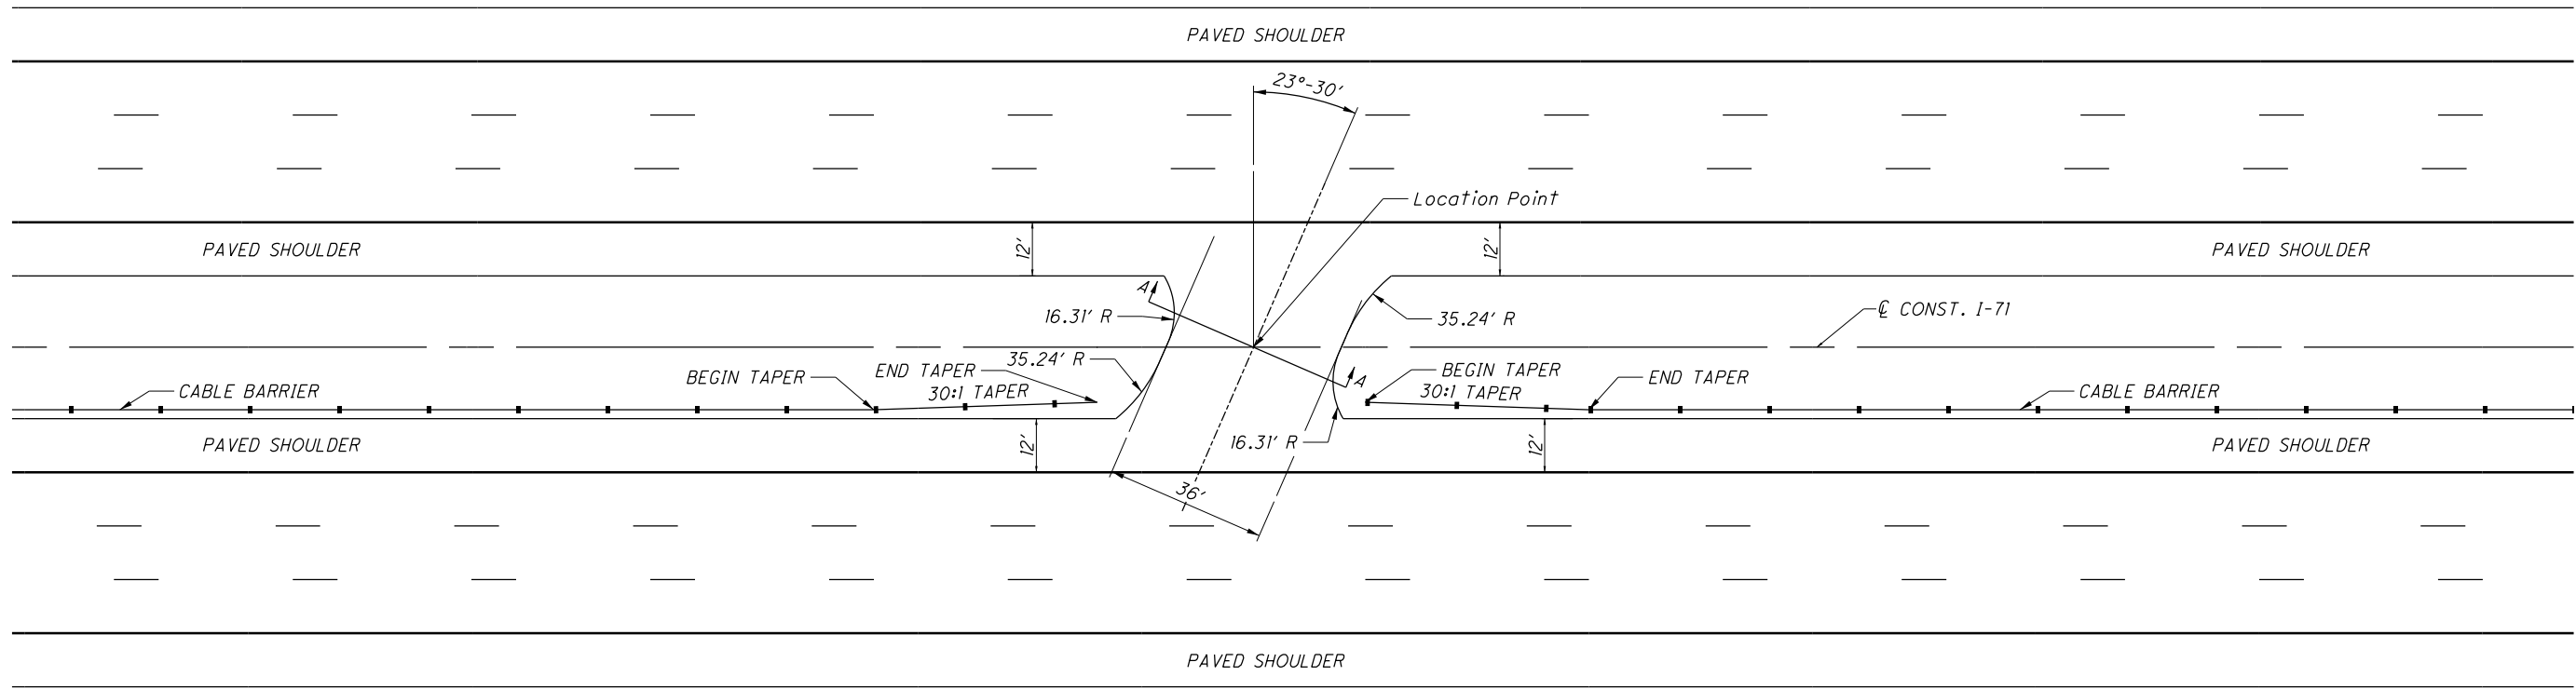 PAVED SHOULDER
23°-30'
Location Point
PAVED SHOULDER
12'
12'
PAVED SHOULDER
A
16.31' R
35.24' R
℄ CONST. I-71
35.24' R
BEGIN TAPER
END TAPER
30:1 TAPER
A
BEGIN TAPER
30:1 TAPER
END TAPER
CABLE BARRIER
CABLE BARRIER
PAVED SHOULDER
12'
16.31' R
12'
PAVED SHOULDER
36'
PAVED SHOULDER